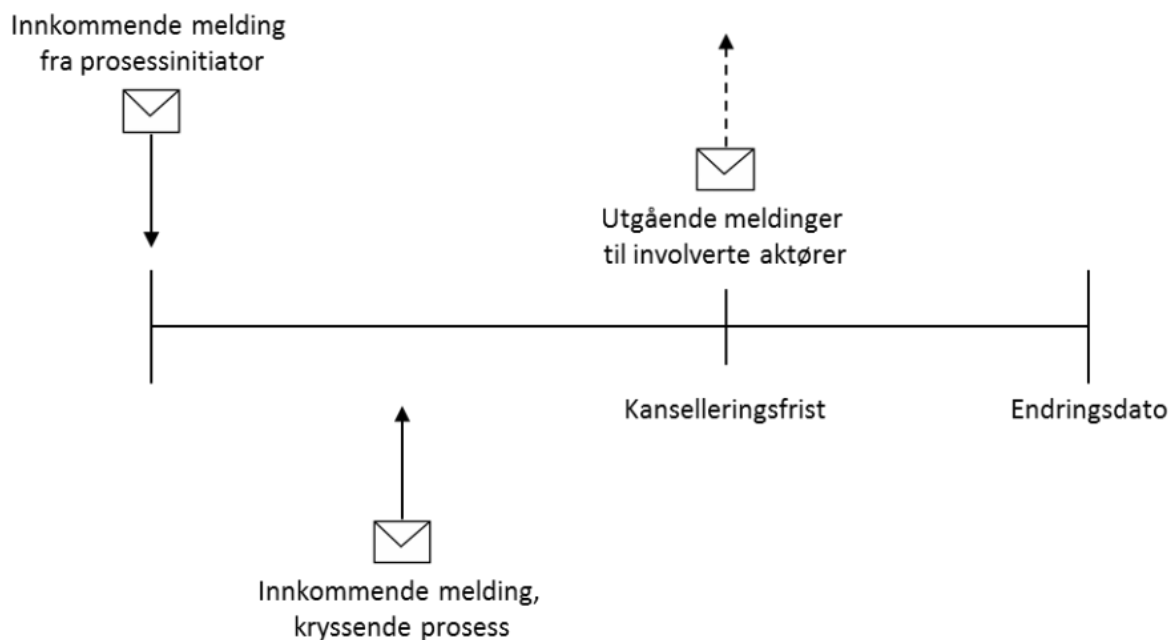 Innkommende melding
fra prosessinitiator
Utgående meldinger
til involverte aktører
Kanselleringsfrist
Endringsdato
Innkommende melding,
kryssende prosess